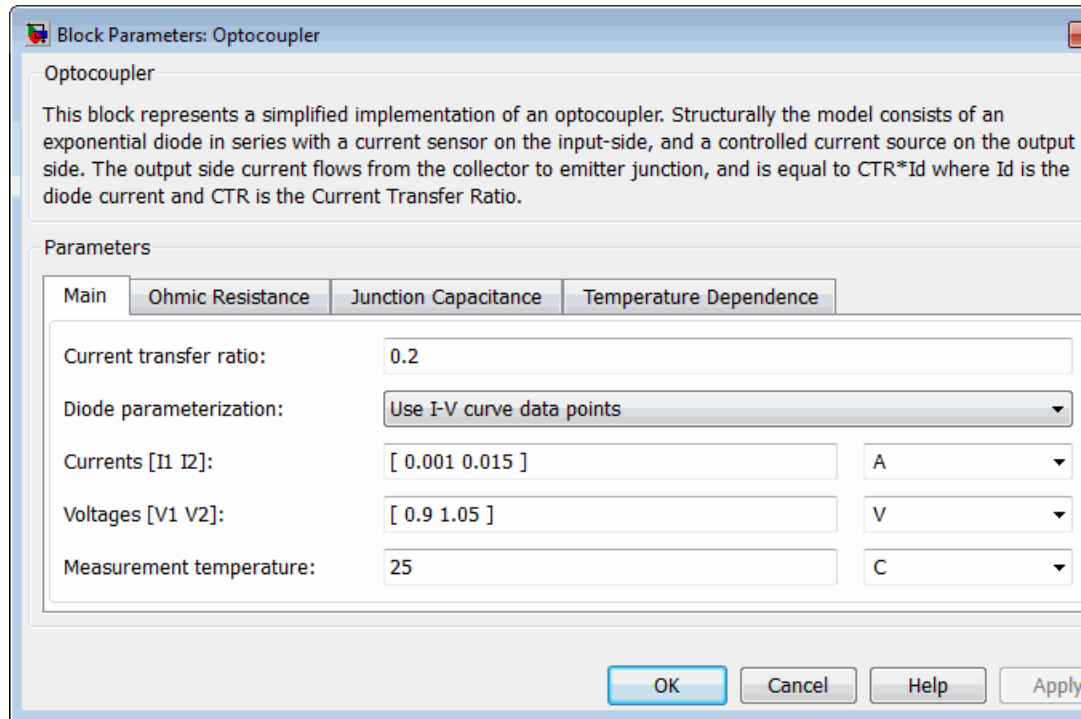 Block Parameters: Optocoupler
Optocoupler
This block represents a simplified implementation of an optocoupler. Structurally the model consists of an
exponential diode in series with a current sensor on the input-side, and a controlled current source on the output
side. The output side current flows from the collector to emitter junction, and is equal to CTR*Id where Id is the
diode current and CTR is the Current Transfer Ratio.
Parameters
Main Ohmic Resistance Junction Capacitance Temperature Dependence
Current transfer ratio: 0.2
Diode parameterization: Use I-V curve data points
Currents [I1 I2]: [ 0.001 0.015 ] A
Voltages [V1 V2]: [ 0.9 1.05 ] V
Measurement temperature: 25 C
OK Cancel Help Apply